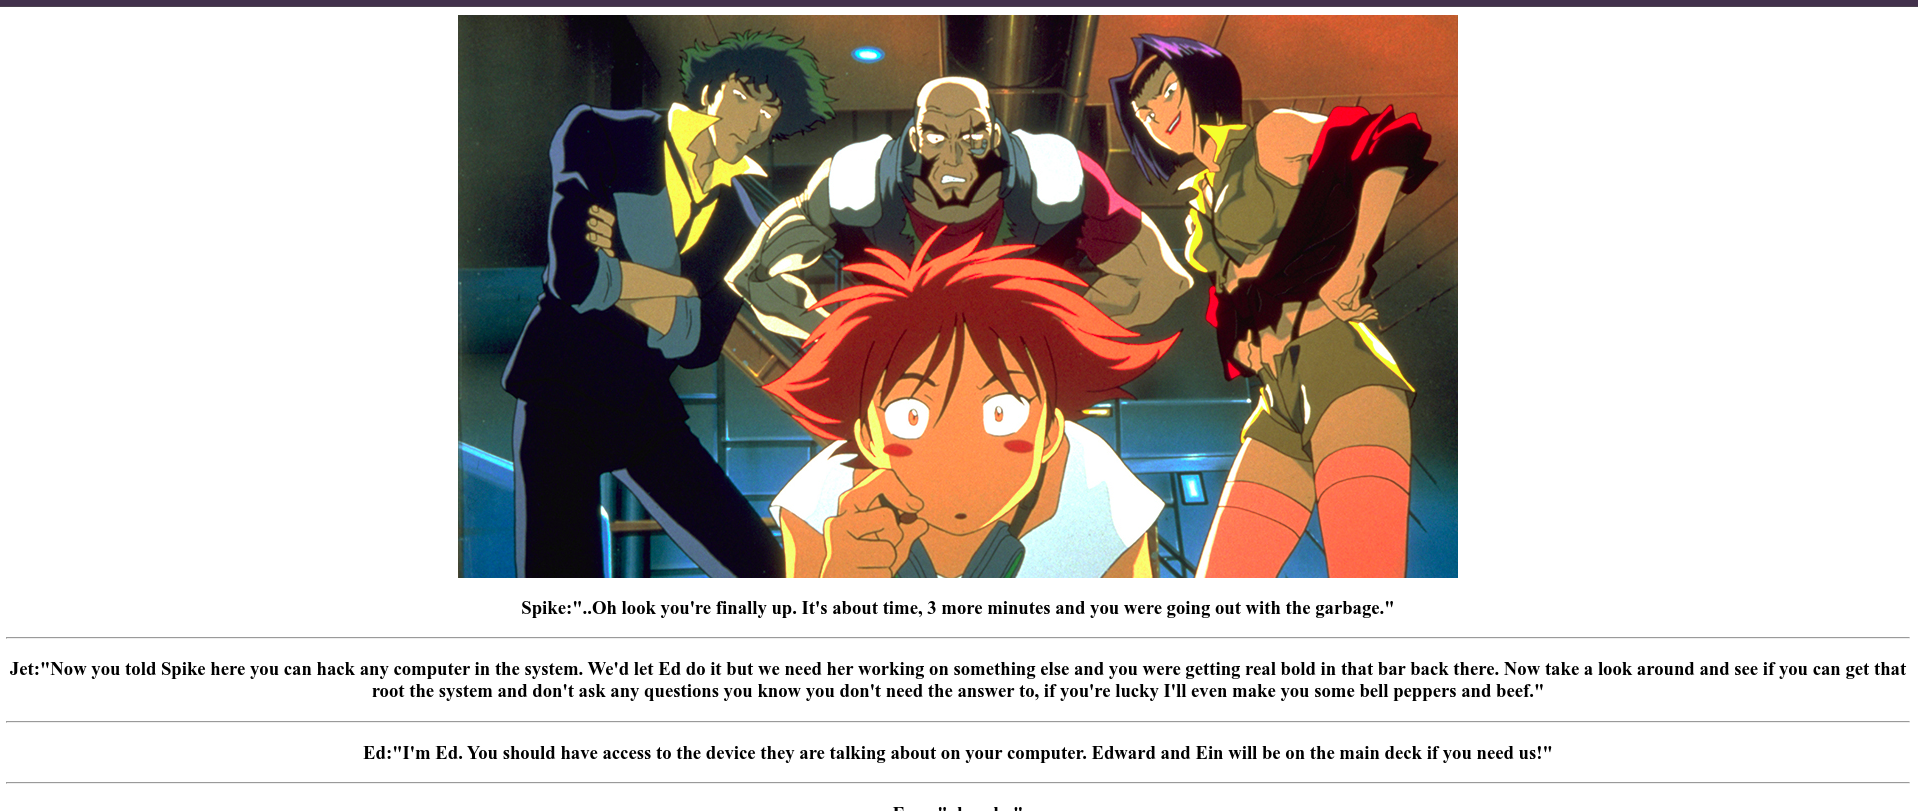 Spike:"..Oh look you're finally up. It's about time, 3 more minutes and you were going out with the garbage."
Jet:"Now you told Spike here you can hack any computer in the system. We'd let Ed do it but we need her working on something else and you were getting real bold in that bar back there. Now take a look around and see if you can get that
root the system and don't ask any questions you know you don't need the answer to, if you're lucky I'll even make you some bell peppers and beef."
Ed:"I'm Ed. You should have access to the device they are talking about on your computer. Edward and Ein will be on the main deck if you need us!"